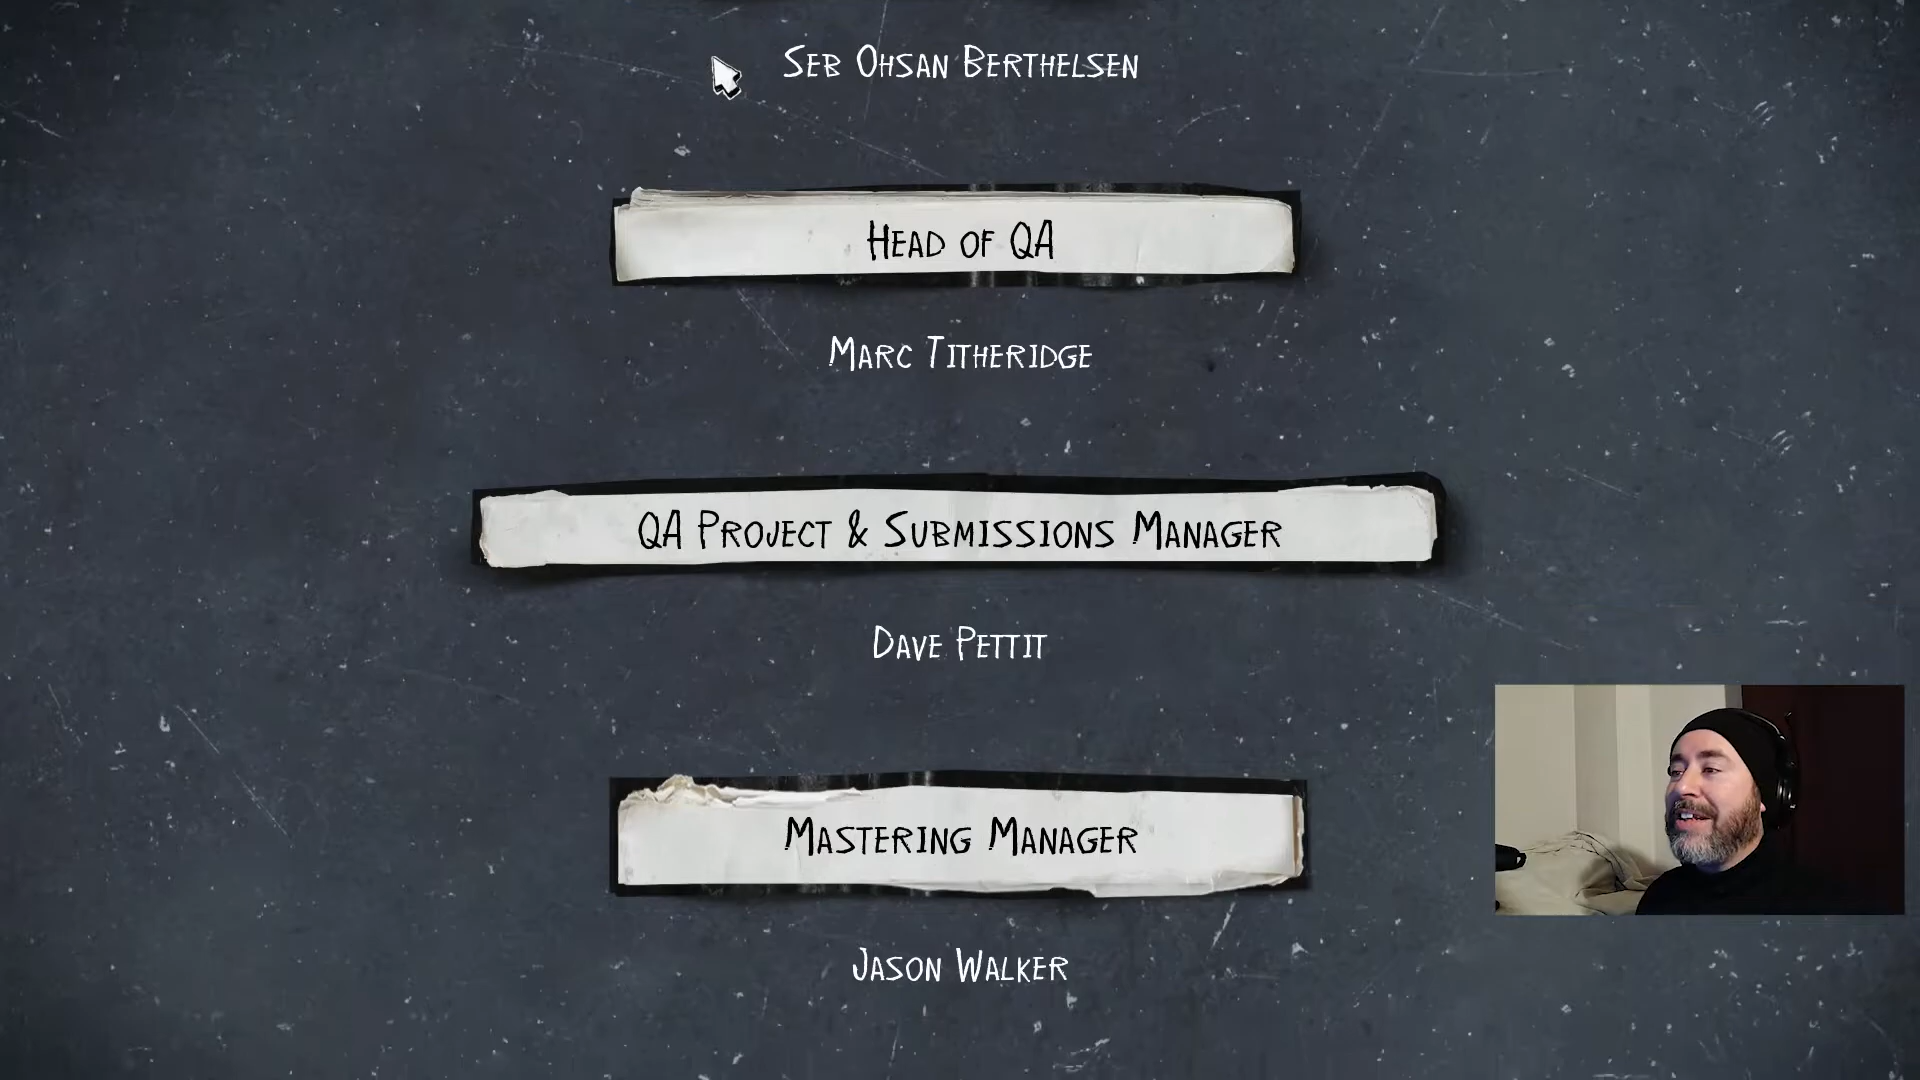 Seb Ohsan Berthelsen
Head of QA
Marc Titheridge
QA Project & Submissions Manager
Dave Pettit
Mastering Manager
Jason Walker